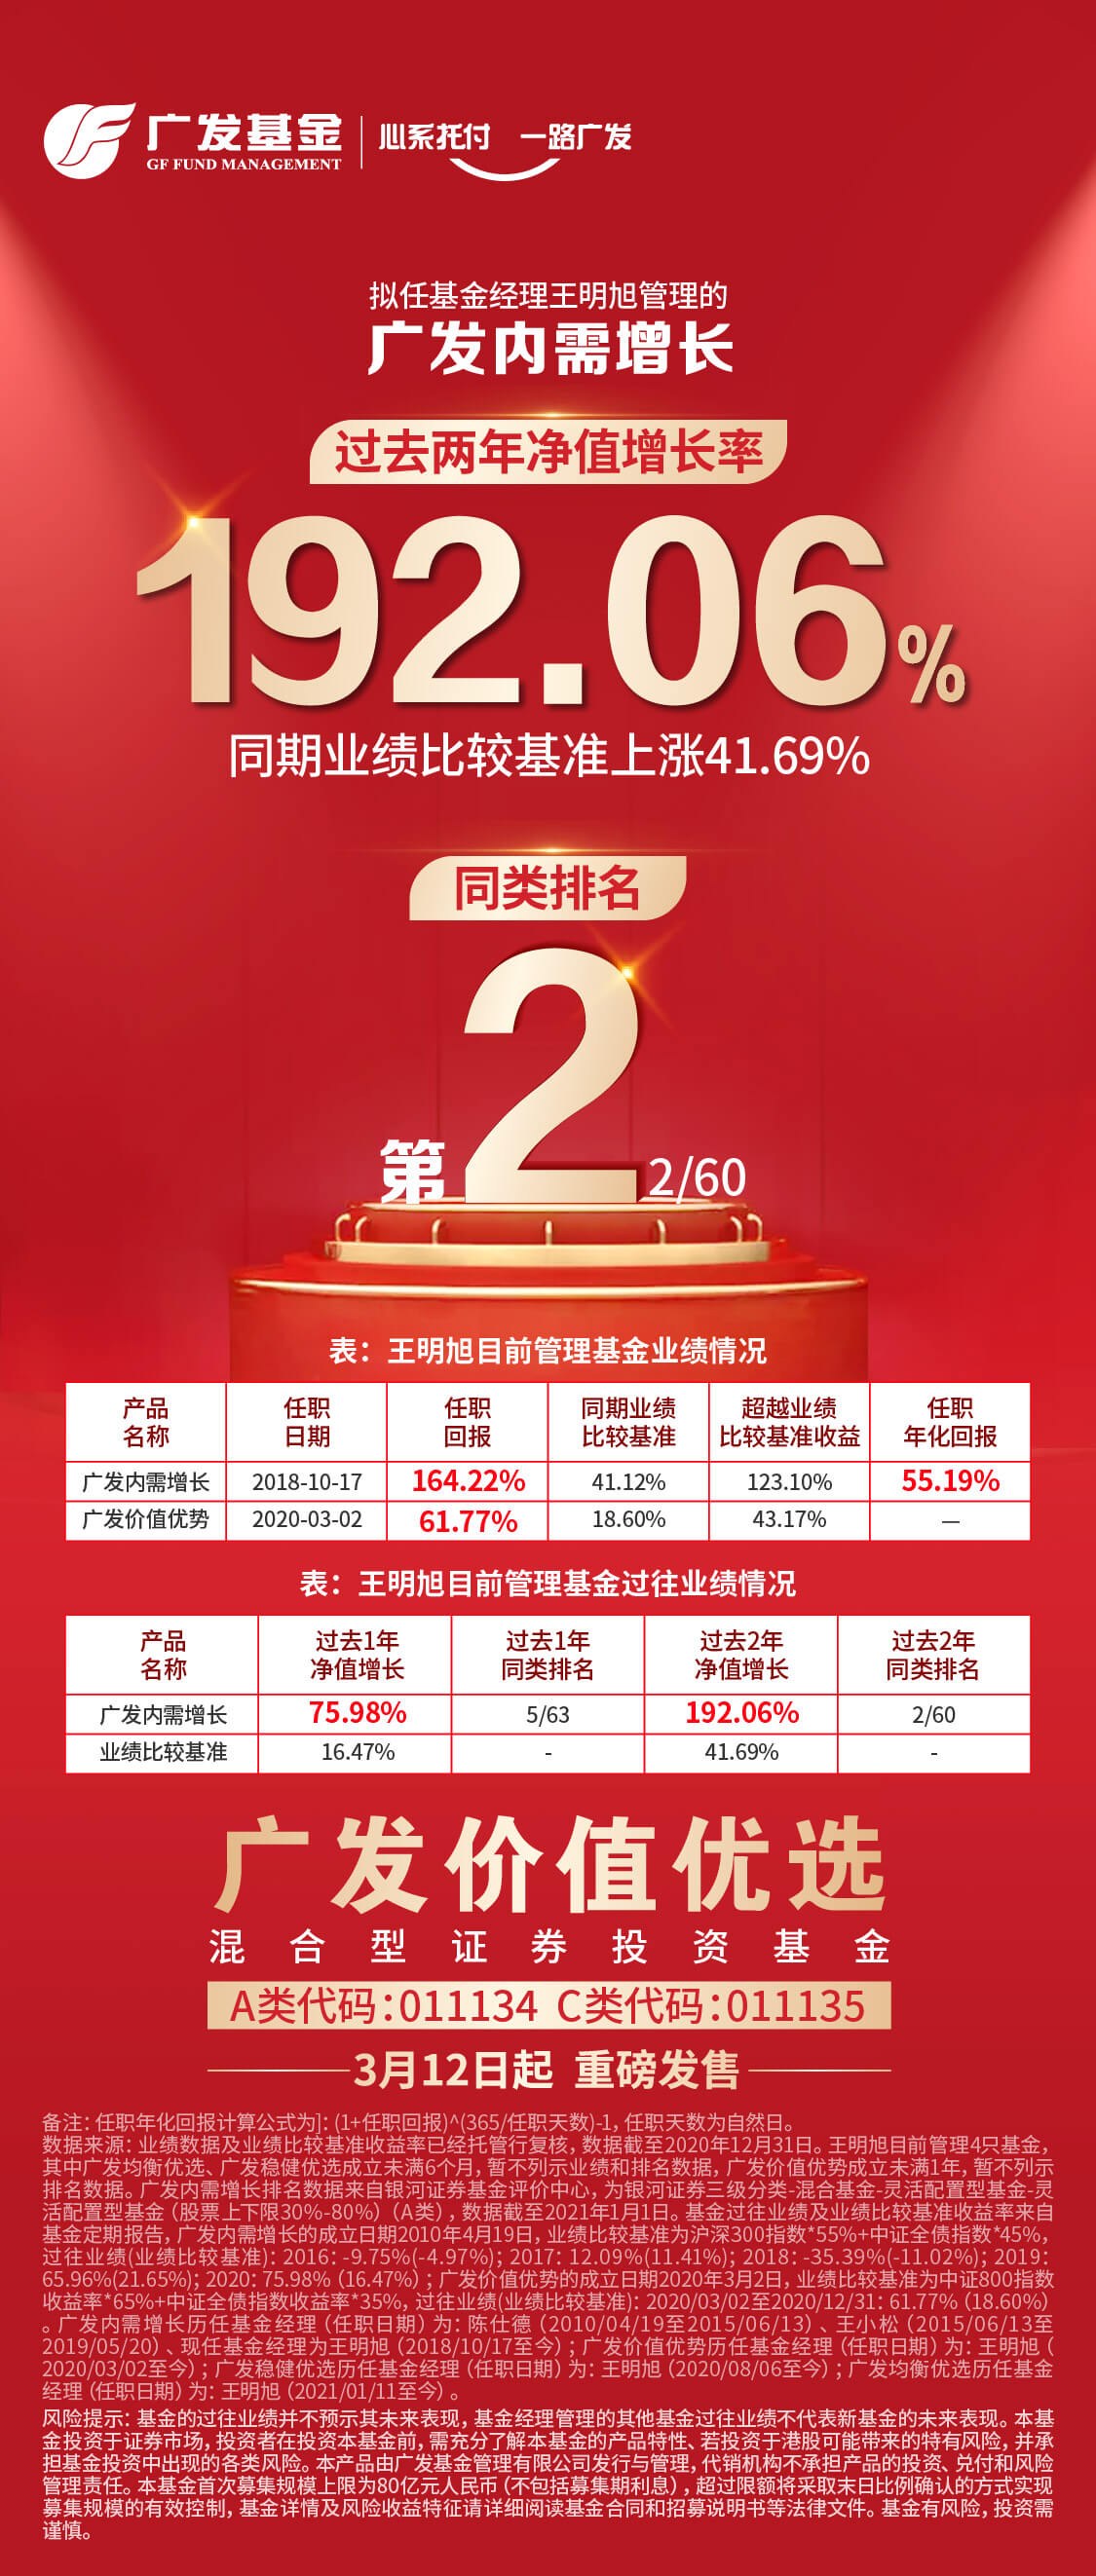 广发基金
GF FUND MANAGEMENT
心系托付 一路广发
拟任基金经理王明旭管理的
广发内需增长
过去两年净值增长率
192.06%
同期业绩比较基准上涨41.69%
同类排名
第2 2/60
表：王明旭目前管理基金业绩情况
产品名称 任职日期 任职回报 同期业绩比较基准 超越业绩比较基准收益 任职年化回报
广发内需增长 2018-10-17 164.22% 41.12% 123.10% 55.19%
广发价值优势 2020-03-02 61.77% 18.60% 43.17% —
表：王明旭目前管理基金过往业绩情况
产品名称 过去1年净值增长 过去1年同类排名 过去2年净值增长 过去2年同类排名
广发内需增长 75.98% 5/63 192.06% 2/60
业绩比较基准 16.47% - 41.69% -
广发价值优选
混合型证券投资基金
A类代码：011134 C类代码：011135
3月12日起 重磅发售
备注：任职年化回报计算公式为]：(1+任职回报)^(365/任职天数)-1，任职天数为自然日。
数据来源：业绩数据及业绩比较基准收益率已经托管行复核，数据截至2020年12月31日。王明旭目前管理4只基金，
其中广发均衡优选、广发稳健优选成立未满6个月，暂不列示业绩和排名数据，广发价值优势成立未满1年，暂不列示
排名数据。广发内需增长排名数据来自银河证券基金评价中心，为银河证券三级分类-混合基金-灵活配置型基金-灵
活配置型基金（股票上下限30%-80%）（A类），数据截至2021年1月1日。基金过往业绩及业绩比较基准收益率来自
基金定期报告，广发内需增长的成立日期2010年4月19日，业绩比较基准为沪深300指数*55%+中证全债指数*45%，
过往业绩(业绩比较基准)：2016：-9.75%(-4.97%)；2017：12.09%(11.41%)；2018：-35.39%(-11.02%)；2019：
65.96%(21.65%)；2020：75.98%（16.47%）；广发价值优势的成立日期2020年3月2日，业绩比较基准为中证800指数
收益率*65%+中证全债指数收益率*35%，过往业绩(业绩比较基准)：2020/03/02至2020/12/31：61.77%（18.60%）
。广发内需增长历任基金经理（任职日期）为：陈仕德（2010/04/19至2015/06/13）、王小松（2015/06/13至
2019/05/20）、现任基金经理为王明旭（2018/10/17至今）；广发价值优势历任基金经理（任职日期）为：王明旭（
2020/03/02至今）；广发稳健优选历任基金经理（任职日期）为：王明旭（2020/08/06至今）；广发均衡优选历任基金
经理（任职日期）为：王明旭（2021/01/11至今）。
风险提示：基金的过往业绩并不预示其未来表现，基金经理管理的其他基金过往业绩不代表新基金的未来表现。本基
金投资于证券市场，投资者在投资本基金前，需充分了解本基金的产品特性、若投资于港股可能带来的特有风险，并承
担基金投资中出现的各类风险。本产品由广发基金管理有限公司发行与管理，代销机构不承担产品的投资、兑付和风险
管理责任。本基金首次募集规模上限为80亿元人民币（不包括募集期利息），超过限额将采取末日比例确认的方式实现
募集规模的有效控制，基金详情及风险收益特征请详细阅读基金合同和招募说明书等法律文件。基金有风险，投资需
谨慎。